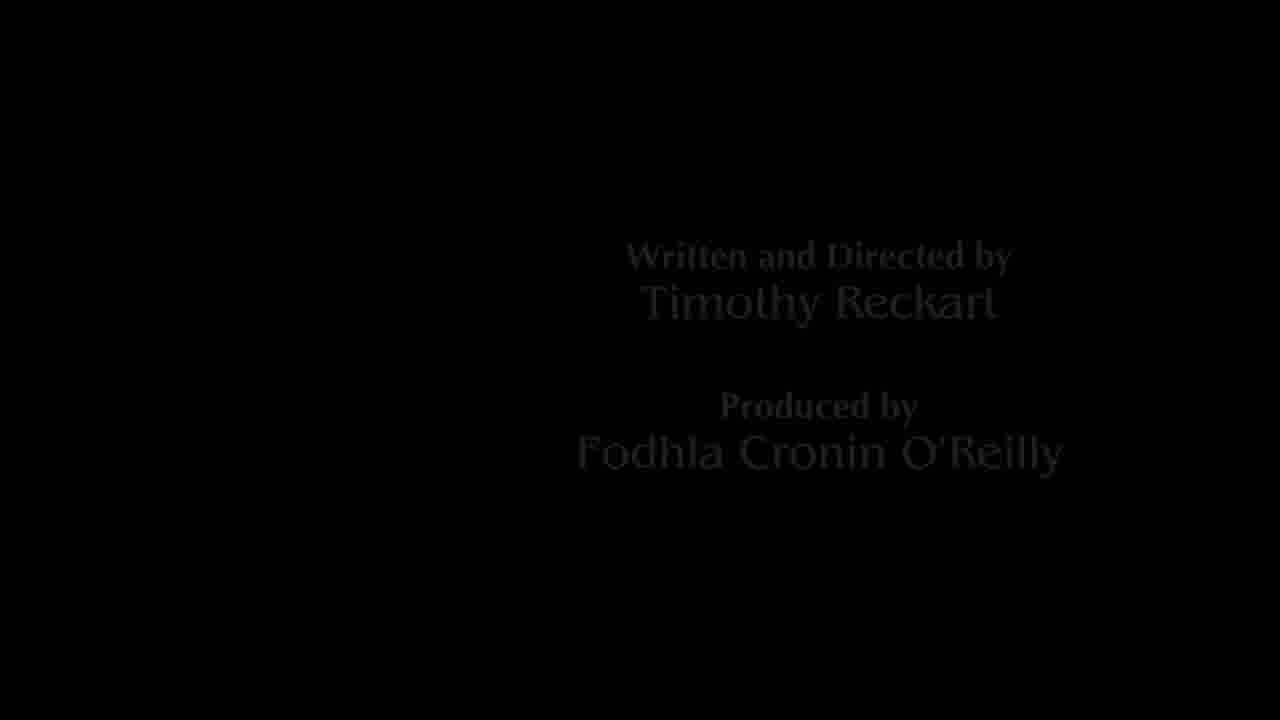 Written and Directed by
Timothy Reckart
Produced by
Fodhla Cronin O'Reilly